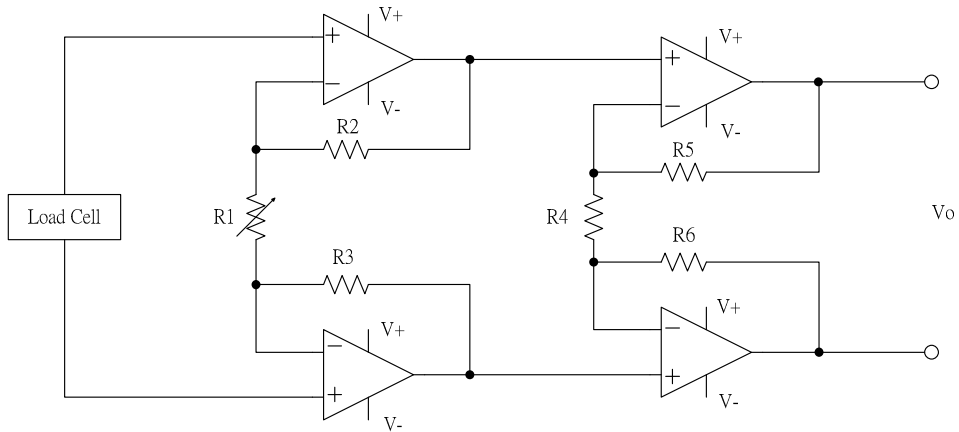 V+
+
−
V-
R2
R1
R3
V+
−
+
V-
Load Cell
V+
+
−
V-
R5
R4
R6
V+
−
+
V-
Vo